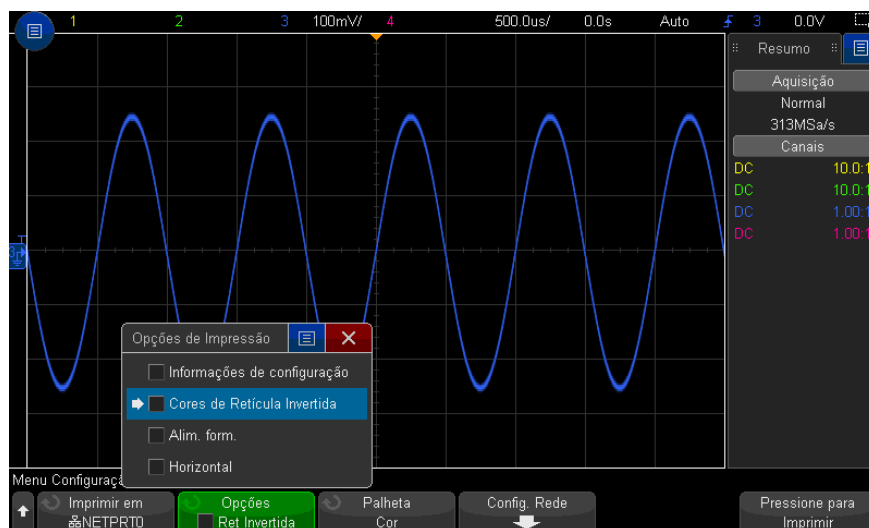 1 2 3 100mV/ 4 500.0us/ 0.0s Auto 3 0.0V
Resumo
Aquisição
Normal
313MSa/s
Canais
DC 10.0:1
DC 10.0:1
DC 1.00:1
DC 1.00:1
Opções de Impressão
Informações de configuração
Cores de Retícula Invertida
Alim. form.
Horizontal
Menu Configuraç
Imprimir em
NETPRT0
Opções
Ret Invertida
Palheta
Cor
Config. Rede
Pressione para
Imprimir